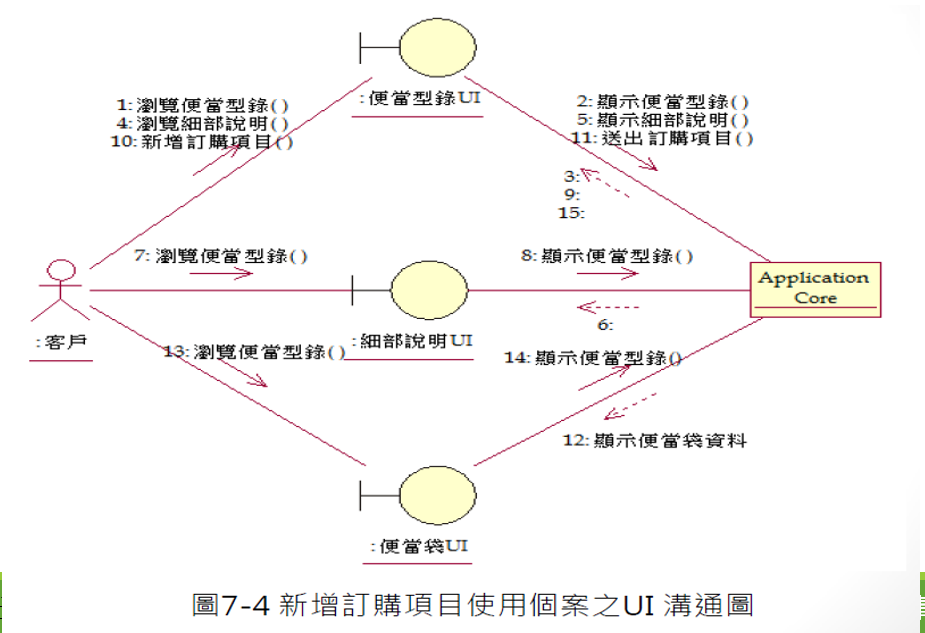 :便當型錄UI
1:瀏覽便當型錄()
4:瀏覽細部說明()
10:新增訂購項目()
2:顯示便當型錄()
5:顯示細部說明()
11:送出訂購項目()
3:
9:
15:
7:瀏覽便當型錄()
8:顯示便當型錄()
Application
Core
6:
:客戶
:細部說明UI
13:瀏覽便當型錄()
14:顯示便當型錄()
12:顯示便當袋資料
:便當袋UI
圖7-4 新增訂購項目使用個案之UI 溝通圖